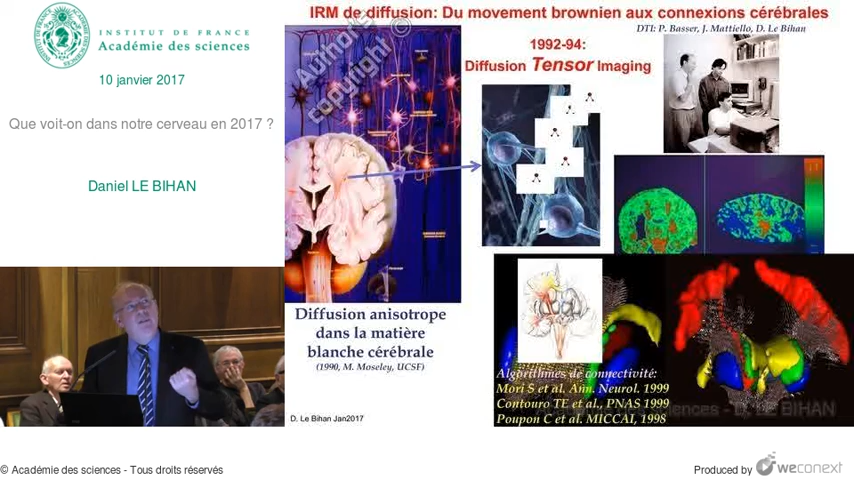 INSTITUT DE FRANCE
Académie des sciences
10 janvier 2017
Que voit-on dans notre cerveau en 2017 ?
Daniel LE BIHAN
IRM de diffusion: Du movement brownien aux connexions cérébrales
DTI: P. Basser, J. Mattiello, D. Le Bihan
1992-94:
Diffusion Tensor Imaging
Author's
copyright ©
Diffusion anisotrope
dans la matière
blanche cérébrale
(1990, M. Moseley, UCSF)
D. Le Bihan Jan2017
Algorithmes de connectivité:
Mori S et al. Ann. Neurol. 1999
Contouro TE et al., PNAS 1999
Poupon C et al. MICCAI, 1998
© Académie des sciences - Tous droits réservés
Produced by weconext